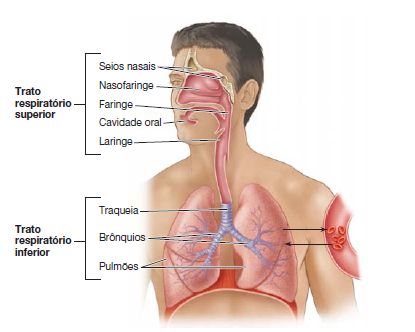 Trato
respiratório
superior
Seios nasais
Nasofaringe
Faringe
Cavidade oral
Laringe
Trato
respiratório
inferior
Traqueia
Brônquios
Pulmões